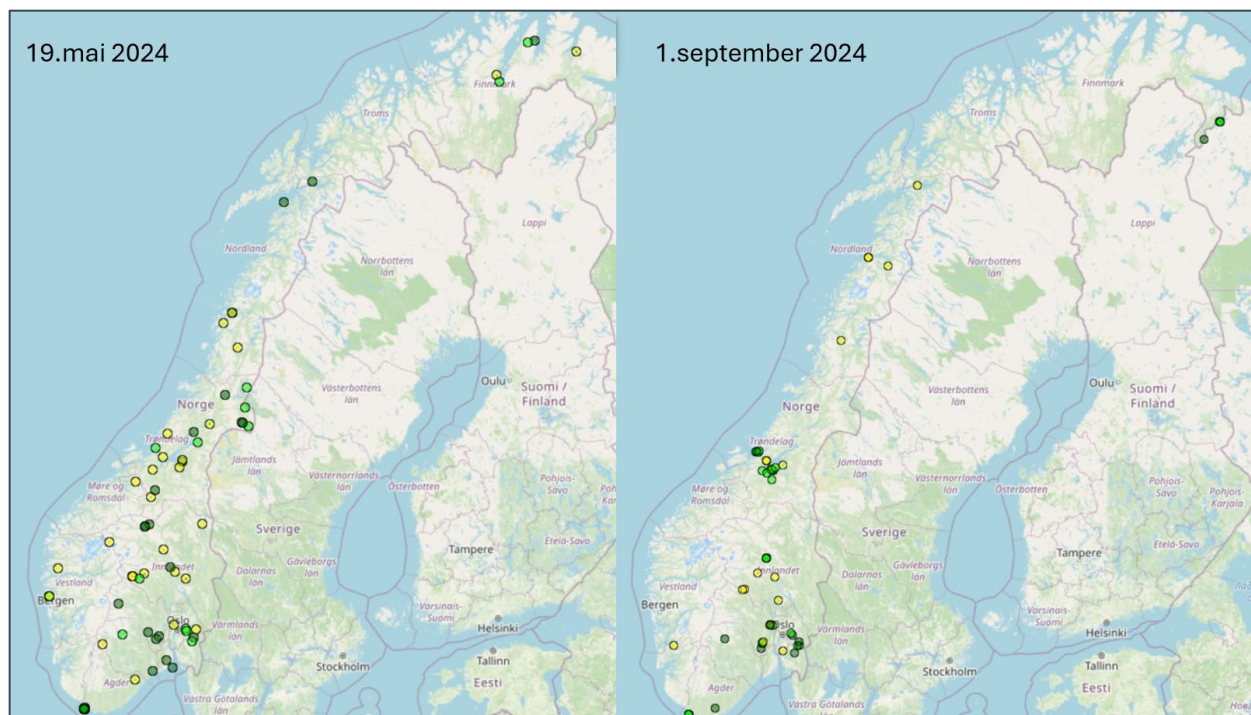 19.mai 2024
Finnmark
Troms
Lappi
Nordland
Norrbottens
län
Oulu
Suomi /
Finland
Västerbottens
län
Norge
Trøndelag
Jämtlands
län
Møre og
Romsdal
Västernorrlands
län
Österbotten
Pohjois-
Savo
Sverige
Tampere
Etelä-Savo
Gävleborgs
län
Dalarnas
län
Innlandet
Vestland
Bergen
Varsinais-
Suomi
Oslo
Värmlands
län
Helsinki
Stockholm
Tallinn
Agder
Eesti
Västra Götalands
län
1.september 2024
Finnmark
Troms
Lappi
Nordland
Norrbottens
län
Oulu
Suomi /
Finland
Västerbottens
län
Norge
Trøndelag
Jämtlands
län
Møre og
Romsdal
Västernorrlands
län
Österbotten
Pohjois-
Savo
Pohjois-
Karjala
Sverige
Tampere
Etelä-Savo
Gävleborgs
län
Dalarnas
län
Innlandet
Vestland
Bergen
Varsinais-
Suomi
Oslo
Värmlands
län
Helsinki
Stockholm
Tallinn
Agder
Eesti
Västra Götalands
län